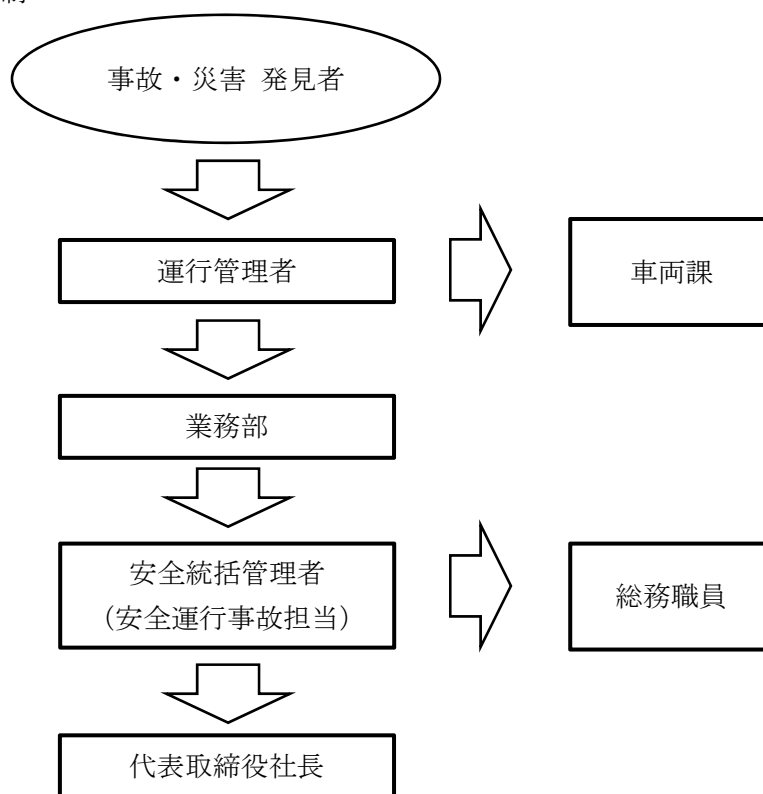 事故・災害 発見者
運行管理者
車両課
業務部
安全統括管理者
(安全運行事故担当)
総務職員
代表取締役社長